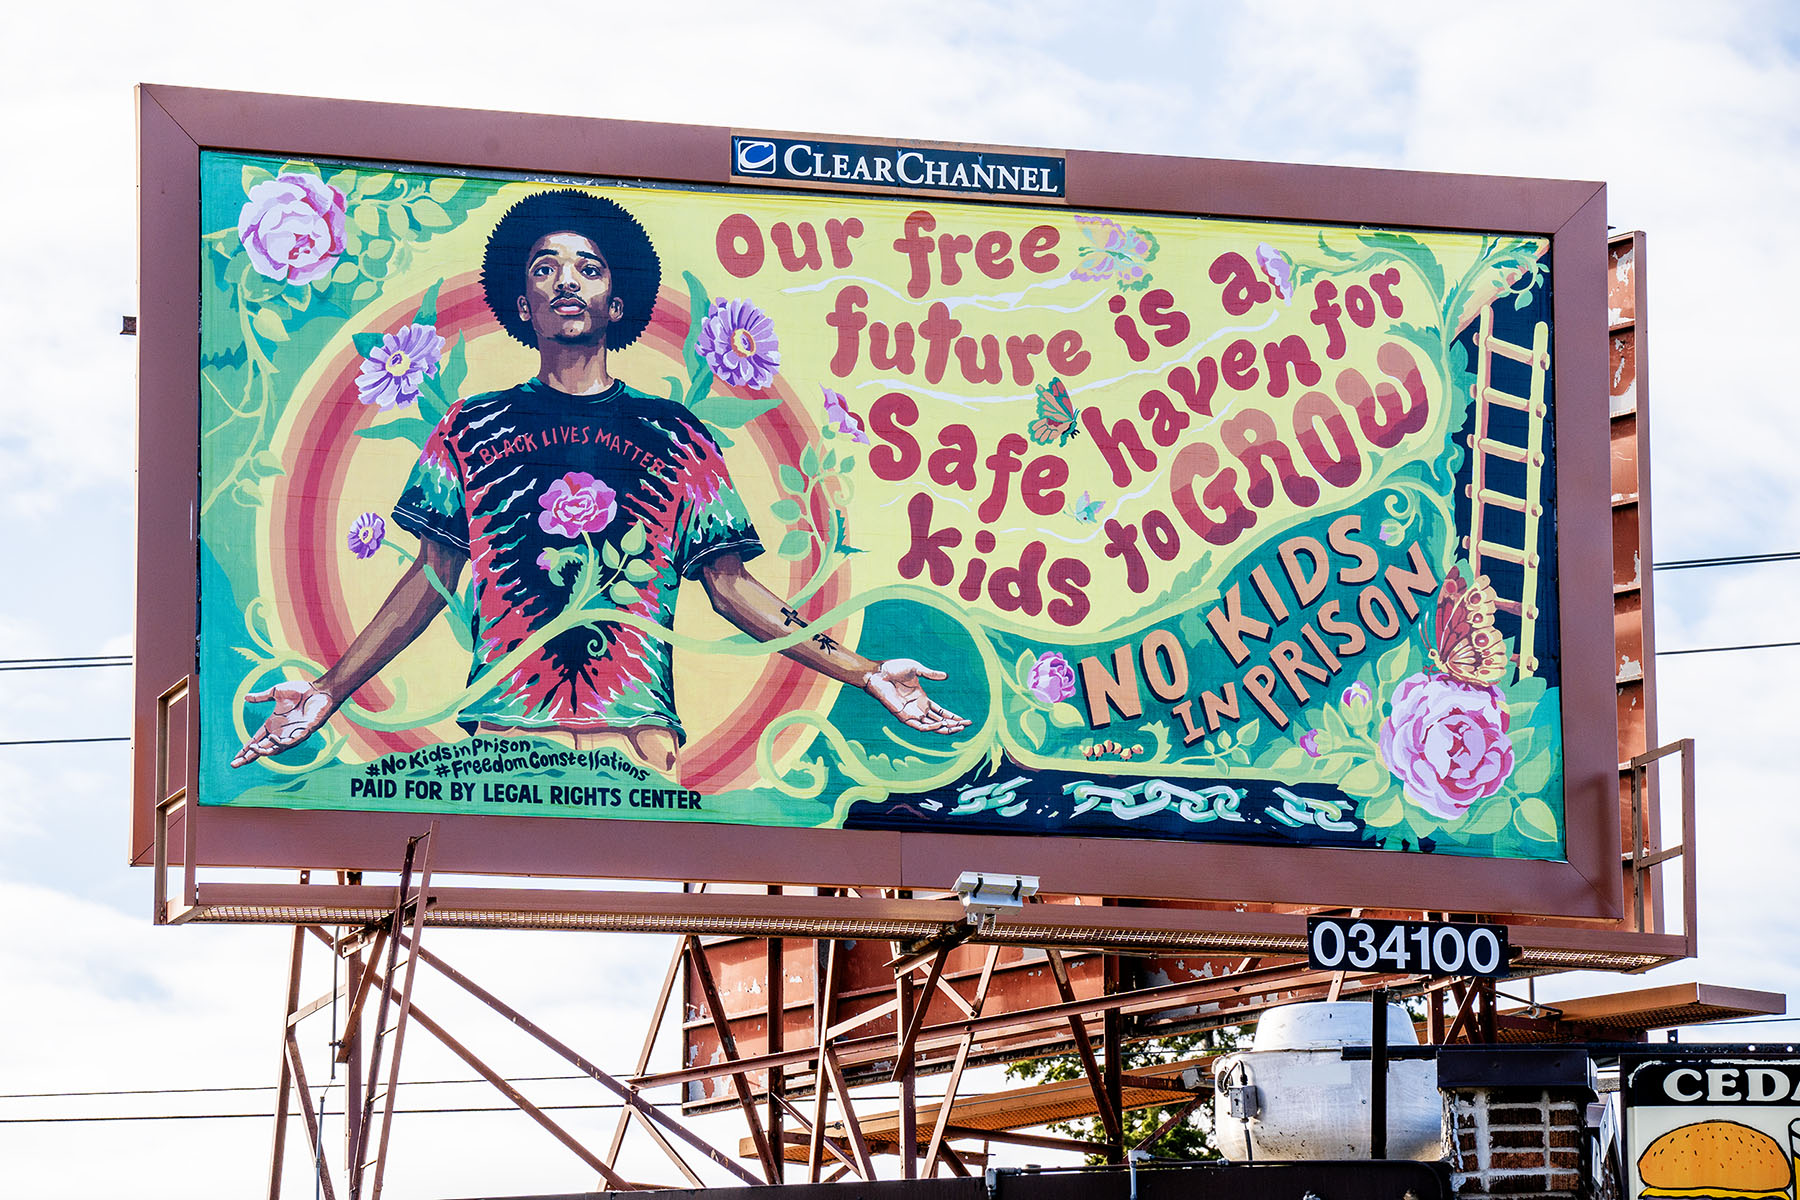 CLEARCHANNEL
Our free
future is a
Safe haven for
kids to GROW
NO KIDS
IN PRISON
BLACK LIVES MATTER
#NoKidsinPrison
#FreedomConstellations
PAID FOR BY LEGAL RIGHTS CENTER
034100